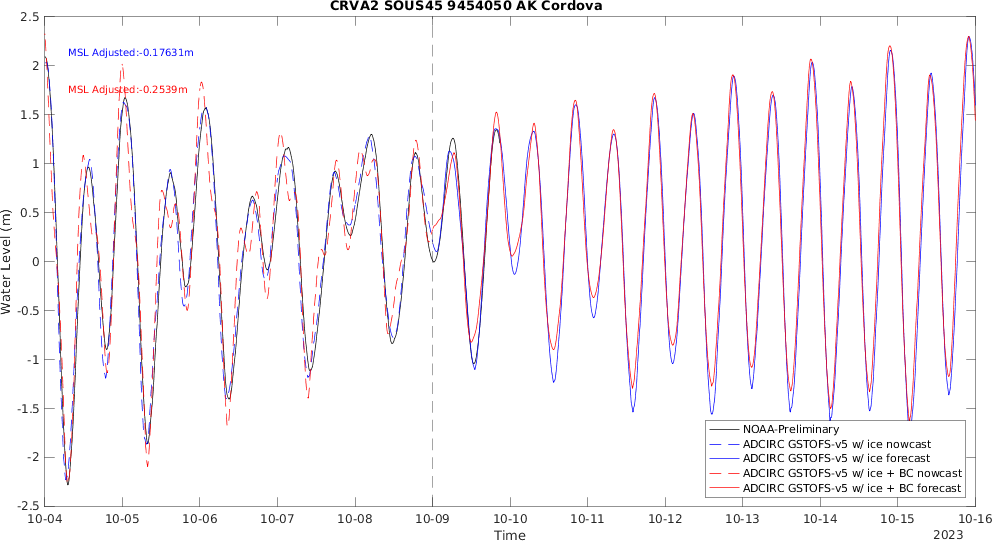 CRVA2 SOUS45 9454050 AK Cordova
MSL Adjusted:-0.17631m
MSL Adjusted:-0.2539m
Water Level (m)
2.5
2
1.5
1
0.5
0
-0.5
-1
-1.5
-2
-2.5
NOAA-Preliminary
ADCIRC GSTOFS-v5 w/ ice nowcast
ADCIRC GSTOFS-v5 w/ ice forecast
ADCIRC GSTOFS-v5 w/ ice + BC nowcast
ADCIRC GSTOFS-v5 w/ ice + BC forecast
10-04 10-05 10-06 10-07 10-08 10-09 10-10 10-11 10-12 10-13 10-14 10-15 10-16
Time
2023